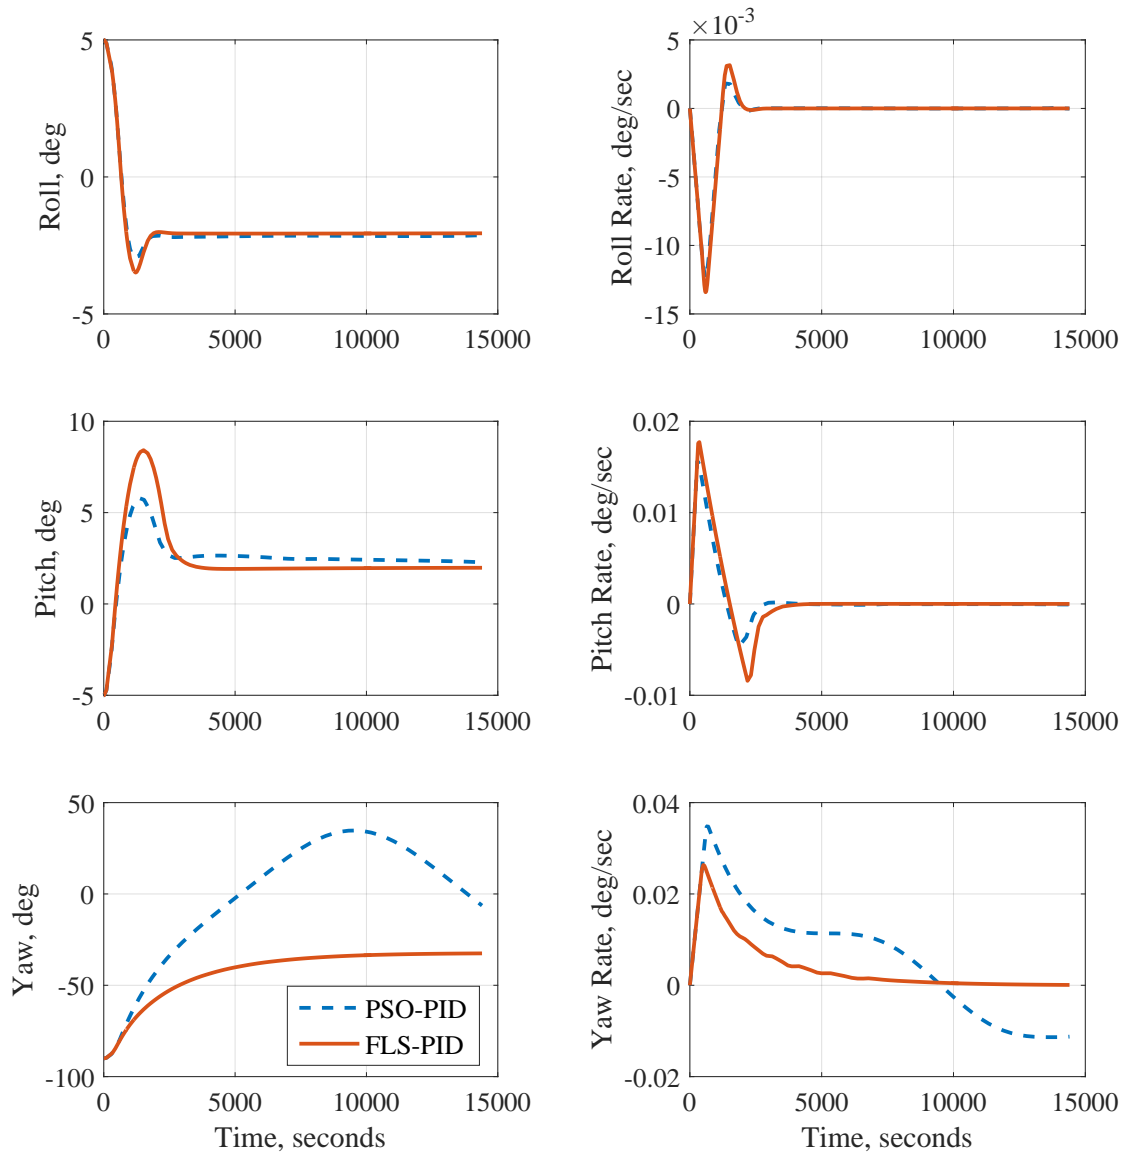 Roll, deg
5
0
-5
0 5000 10000 15000
×10-3
Roll Rate, deg/sec
5
0
-5
-10
-15
0 5000 10000 15000
Pitch, deg
10
5
0
-5
0 5000 10000 15000
Pitch Rate, deg/sec
0.02
0.01
0
-0.01
0 5000 10000 15000
Yaw, deg
50
0
-50
-100
0 5000 10000 15000
Time, seconds
PSO-PID
FLS-PID
Yaw Rate, deg/sec
0.04
0.02
0
-0.02
0 5000 10000 15000
Time, seconds